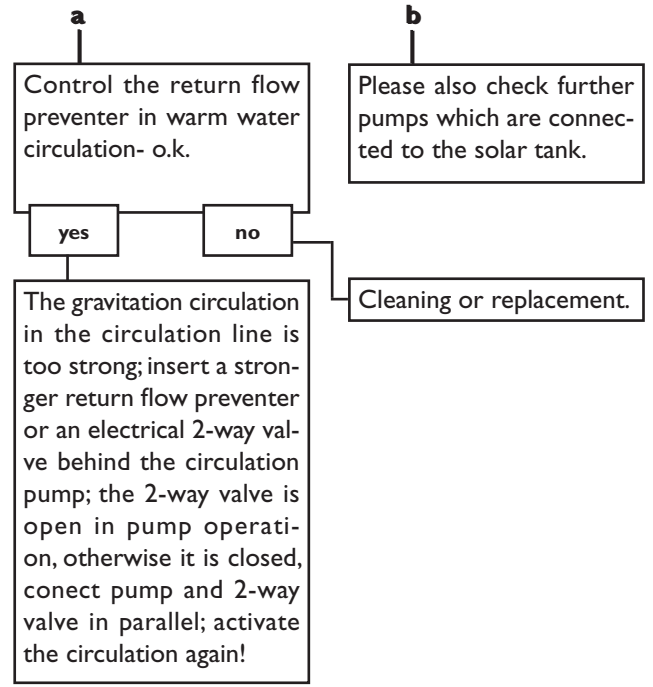 a
Control the return flow
preventer in warm water
circulation- o.k.
yes
no
The gravitation circulation
in the circulation line is
too strong; insert a stron-
ger return flow preventer
or an electrical 2-way val-
ve behind the circulation
pump; the 2-way valve is
open in pump operati-
on, otherwise it is closed,
conect pump and 2-way
valve in parallel; activate
the circulation again!
b
Please also check further
pumps which are connec-
ted to the solar tank.
Cleaning or replacement.